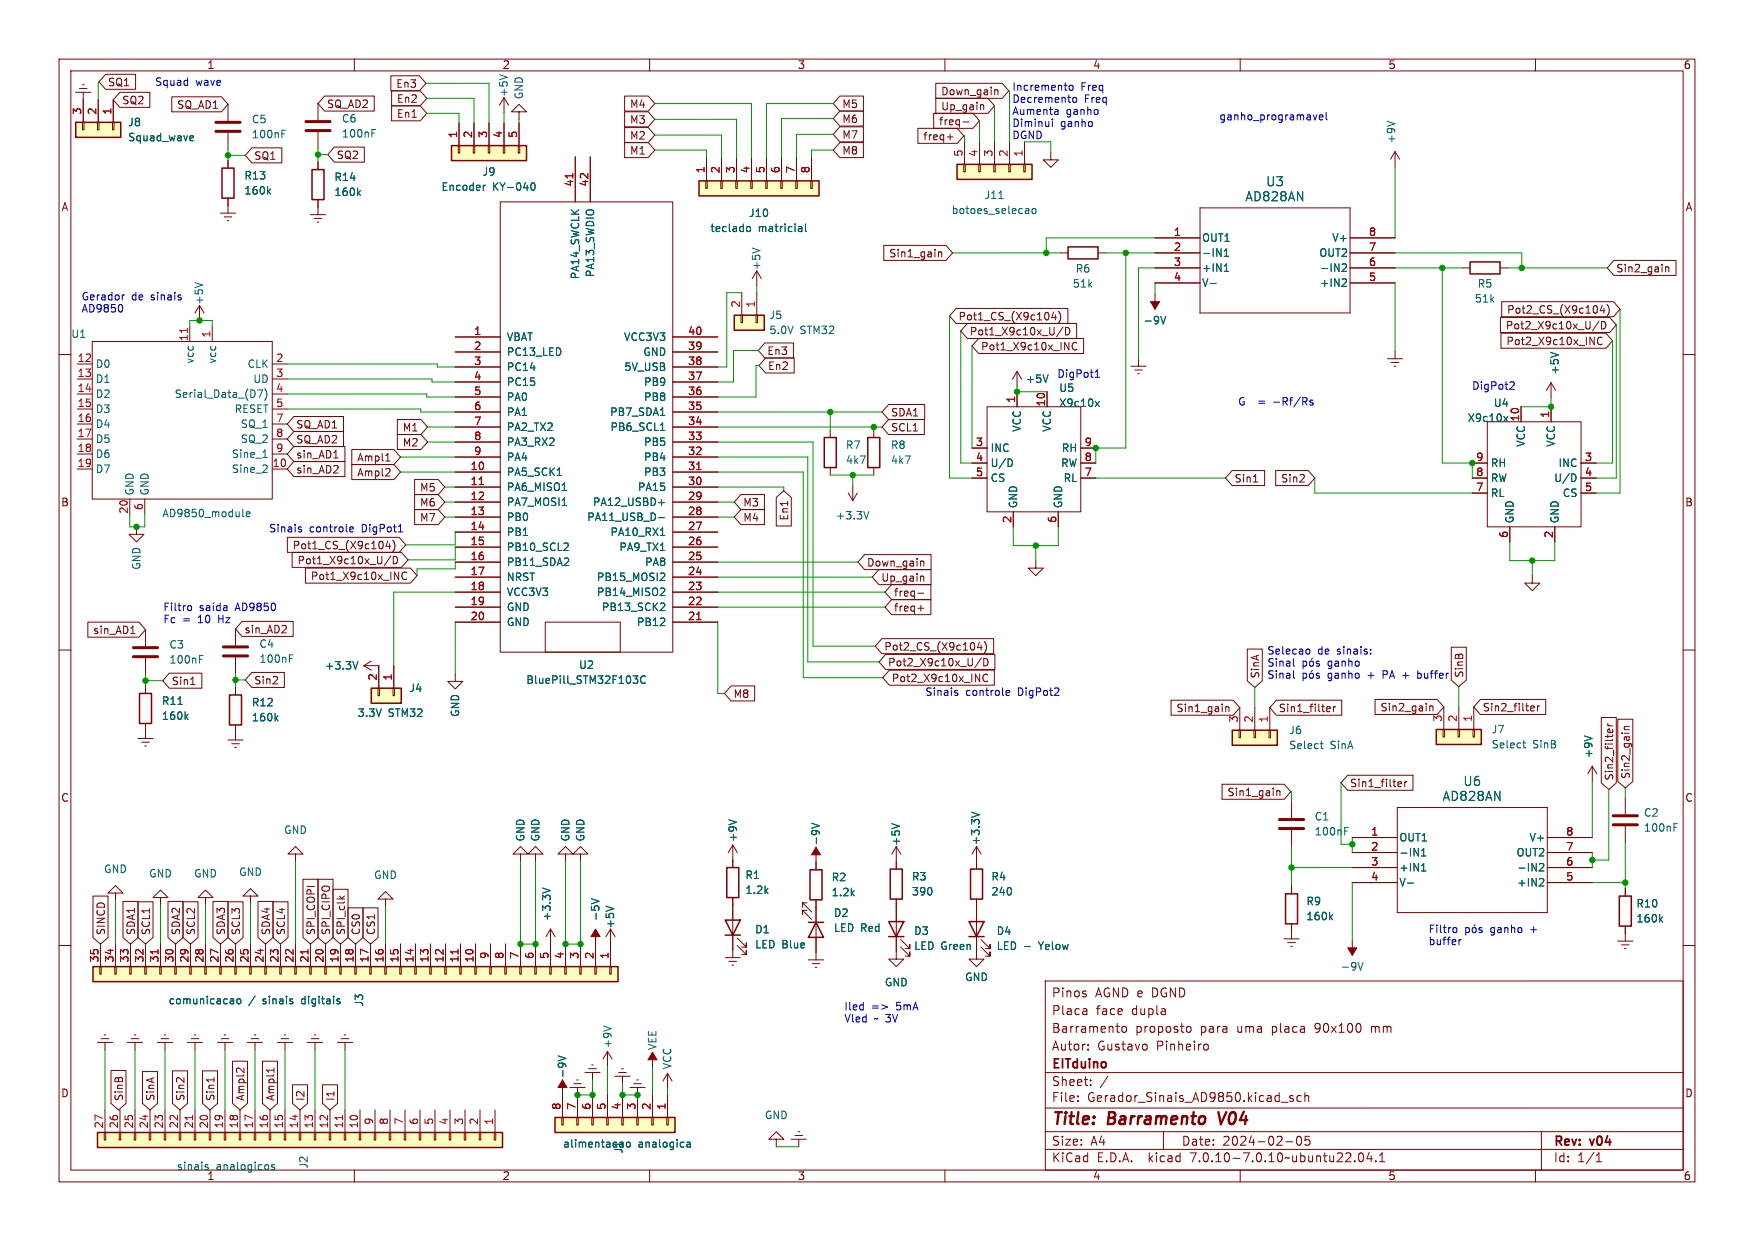 1 2 3 4 5 6
A
B
C
D
SQ1
SQ2
Squad wave
3 2 1
J8
Squad_wave
SQ_AD1
C5
100nF
SQ1
R13
160k
SQ_AD2
C6
100nF
SQ2
R14
160k
En3
En2
En1
+5V
GND
1 2 3 4 5
J9
Encoder KY-040
M4
M3
M2
M1
M5
M6
M7
M8
1 2 3 4 5 6 7 8
J10
teclado matricial
Down_gain
Up_gain
freq-
freq+
Incremento Freq
Decremento Freq
Aumenta ganho
Diminui ganho
DGND
5 4 3 2 1
J11
botoes_selecao
ganho_programavel
+9V
U3
AD828AN
1 OUT1
2 -IN1
3 +IN1
4 V-
V+ 8
OUT2 7
-IN2 6
+IN2 5
Sin1_gain
R6
51k
-9V
R5
51k
Sin2_gain
Gerador de sinais
AD9850
U1
+5V
11 1
vcc vcc
12 D0
13 D1
14 D2
15 D3
16 D4
17 D5
18 D6
19 D7
CLK 2
UD 3
Serial_Data_(D7) 4
RESET 5
SQ_1 7
SQ_2 8
Sine_1 9
Sine_2 10
SQ_AD1
SQ_AD2
sin_AD1
sin_AD2
GND GND
20 6
AD9850_module
GND
41 42
PA14_SWCLK
PA13_SWDIO
1 VBAT
2 PC13_LED
3 PC14
4 PC15
5 PA0
6 PA1
7 PA2_TX2
8 PA3_RX2
9 PA4
10 PA5_SCK1
11 PA6_MISO1
12 PA7_MOSI1
13 PB0
14 PB1
15 PB10_SCL2
16 PB11_SDA2
17 NRST
18 VCC3V3
19 GND
20 GND
VCC3V3 40
GND 39
5V_USB 38
PB9 37
PB8 36
PB7_SDA1 35
PB6_SCL1 34
PB5 33
PB4 32
PB3 31
PA15 30
PA12_USBD+ 29
PA11_USB_D- 28
PA10_RX1 27
PA9_TX1 26
PA8 25
PB15_MOSI2 24
PB14_MISO2 23
PB13_SCK2 22
PB12 21
U2
BluePill_STM32F103C
M1
M2
Ampl1
Ampl2
M5
M6
M7
Sinais controle DigPot1
Pot1_CS_(X9c104)
Pot1_X9c10x_U/D
Pot1_X9c10x_INC
+5V
2 1
J5
5.0V STM32
En3
En2
SDA1
SCL1
R7
4k7
R8
4k7
+3.3V
M3
M4
En1
Down_gain
Up_gain
freq-
freq+
Pot2_CS_(X9c104)
Pot2_X9c10x_U/D
Pot2_X9c10x_INC
Sinais controle DigPot2
M8
+3.3V
2 1
J4
3.3V STM32
GND
Pot1_CS_(X9c104)
Pot1_X9c10x_U/D
Pot1_X9c10x_INC
DigPot1
+5V
U5
X9c10x
1 10
VCC VCC
3 INC
4 U/D
5 CS
RH 9
RW 8
RL 7
GND GND
2 6
Sin1
G = -Rf/Rs
Pot2_CS_(X9c104)
Pot2_X9c10x_U/D
Pot2_X9c10x_INC
+5V
DigPot2
U4
X9c10x
10 1
VCC VCC
9 RH
8 RW
7 RL
INC 3
U/D 4
CS 5
GND GND
6 2
Sin2
Filtro saída AD9850
Fc = 10 Hz
sin_AD1
C3
100nF
Sin1
R11
160k
sin_AD2
C4
100nF
Sin2
R12
160k
Selecao de sinais:
Sinal pós ganho
Sinal pós ganho + PA + buffer
SinA
Sin1_gain
Sin1_filter
3 2 1
J6
Select SinA
SinB
Sin2_gain
Sin2_filter
3 2 1
J7
Select SinB
Sin1_gain
C1
100nF
R9
160k
Sin1_filter
U6
AD828AN
1 OUT1
2 -IN1
3 +IN1
4 V-
V+ 8
OUT2 7
-IN2 6
+IN2 5
+9V
-9V
Sin2_filter
Sin2_gain
C2
100nF
R10
160k
Filtro pós ganho +
buffer
GND GND GND GND GND GND GND GND GND GND
SINCD
SDA1
SCL1
SDA2
SCL2
SDA3
SCL3
SDA4
SCL4
SPI_COPI
SPI_CIPO
SPI_clk
CS0
CS1
+3.3V
-5V
+5V
35 34 33 32 31 30 29 28 27 26 25 24 23 22 21 20 19 18 17 16 15 14 13 12 11 10 9 8 7 6 5 4 3 2 1
comunicacao / sinais digitais
J3
+9V
R1
1.2k
D1
LED Blue
-9V
R2
1.2k
D2
LED Red
+5V
R3
390
D3
LED Green
GND
+3.3V
R4
240
D4
LED - Yelow
GND
Iled => 5mA
Vled ~ 3V
SinB
SinA
Sin2
Sin1
Ampl2
Ampl1
I2
I1
27 26 25 24 23 22 21 20 19 18 17 16 15 14 13 12 11 10 9 8 7 6 5 4 3 2 1
sinais analogicos
J2
-9V
+9V
VEE
VCC
8 7 6 5 4 3 2 1
alimentacao analogica
GND
Pinos AGND e DGND
Placa face dupla
Barramento proposto para uma placa 90x100 mm
Autor: Gustavo Pinheiro
EITduino
Sheet: /
File: Gerador_Sinais_AD9850.kicad_sch
Title: Barramento V04
Size: A4 Date: 2024-02-05 Rev: v04
KiCad E.D.A. kicad 7.0.10-7.0.10~ubuntu22.04.1 Id: 1/1
1 2 3 4 5 6
A
B
C
D